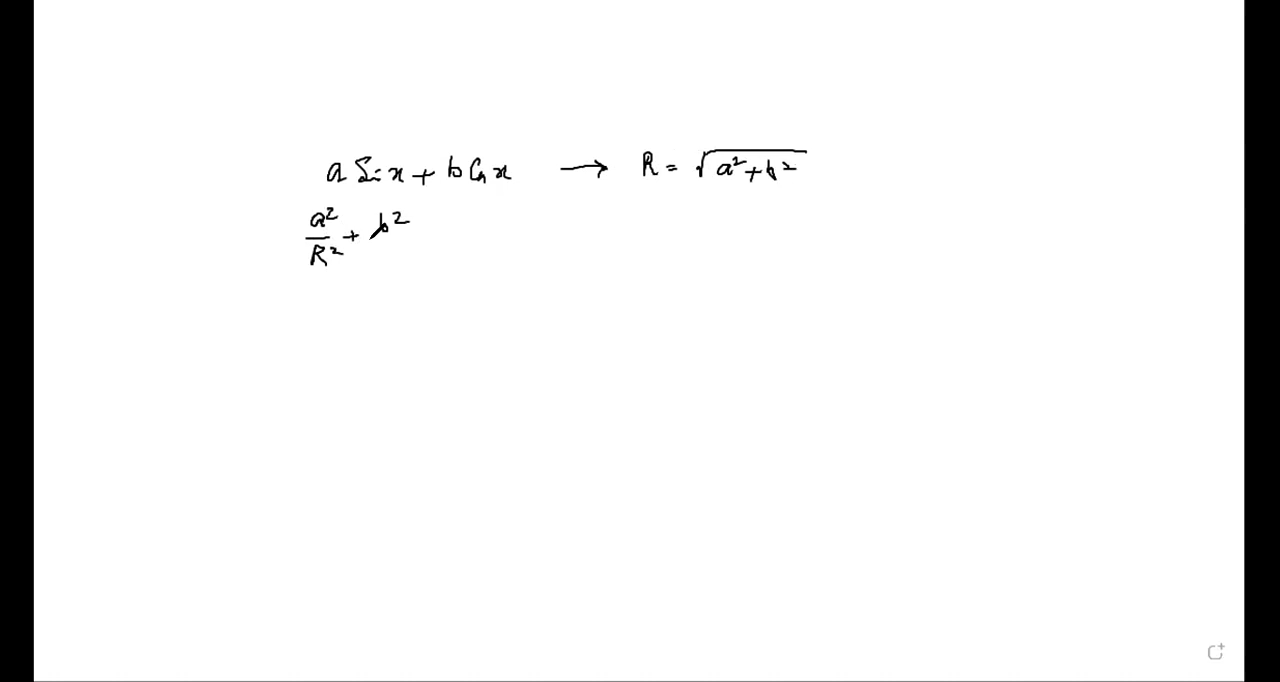 a Sin x + b Cos x → R = √(a² + b²)
a²/R² + b²